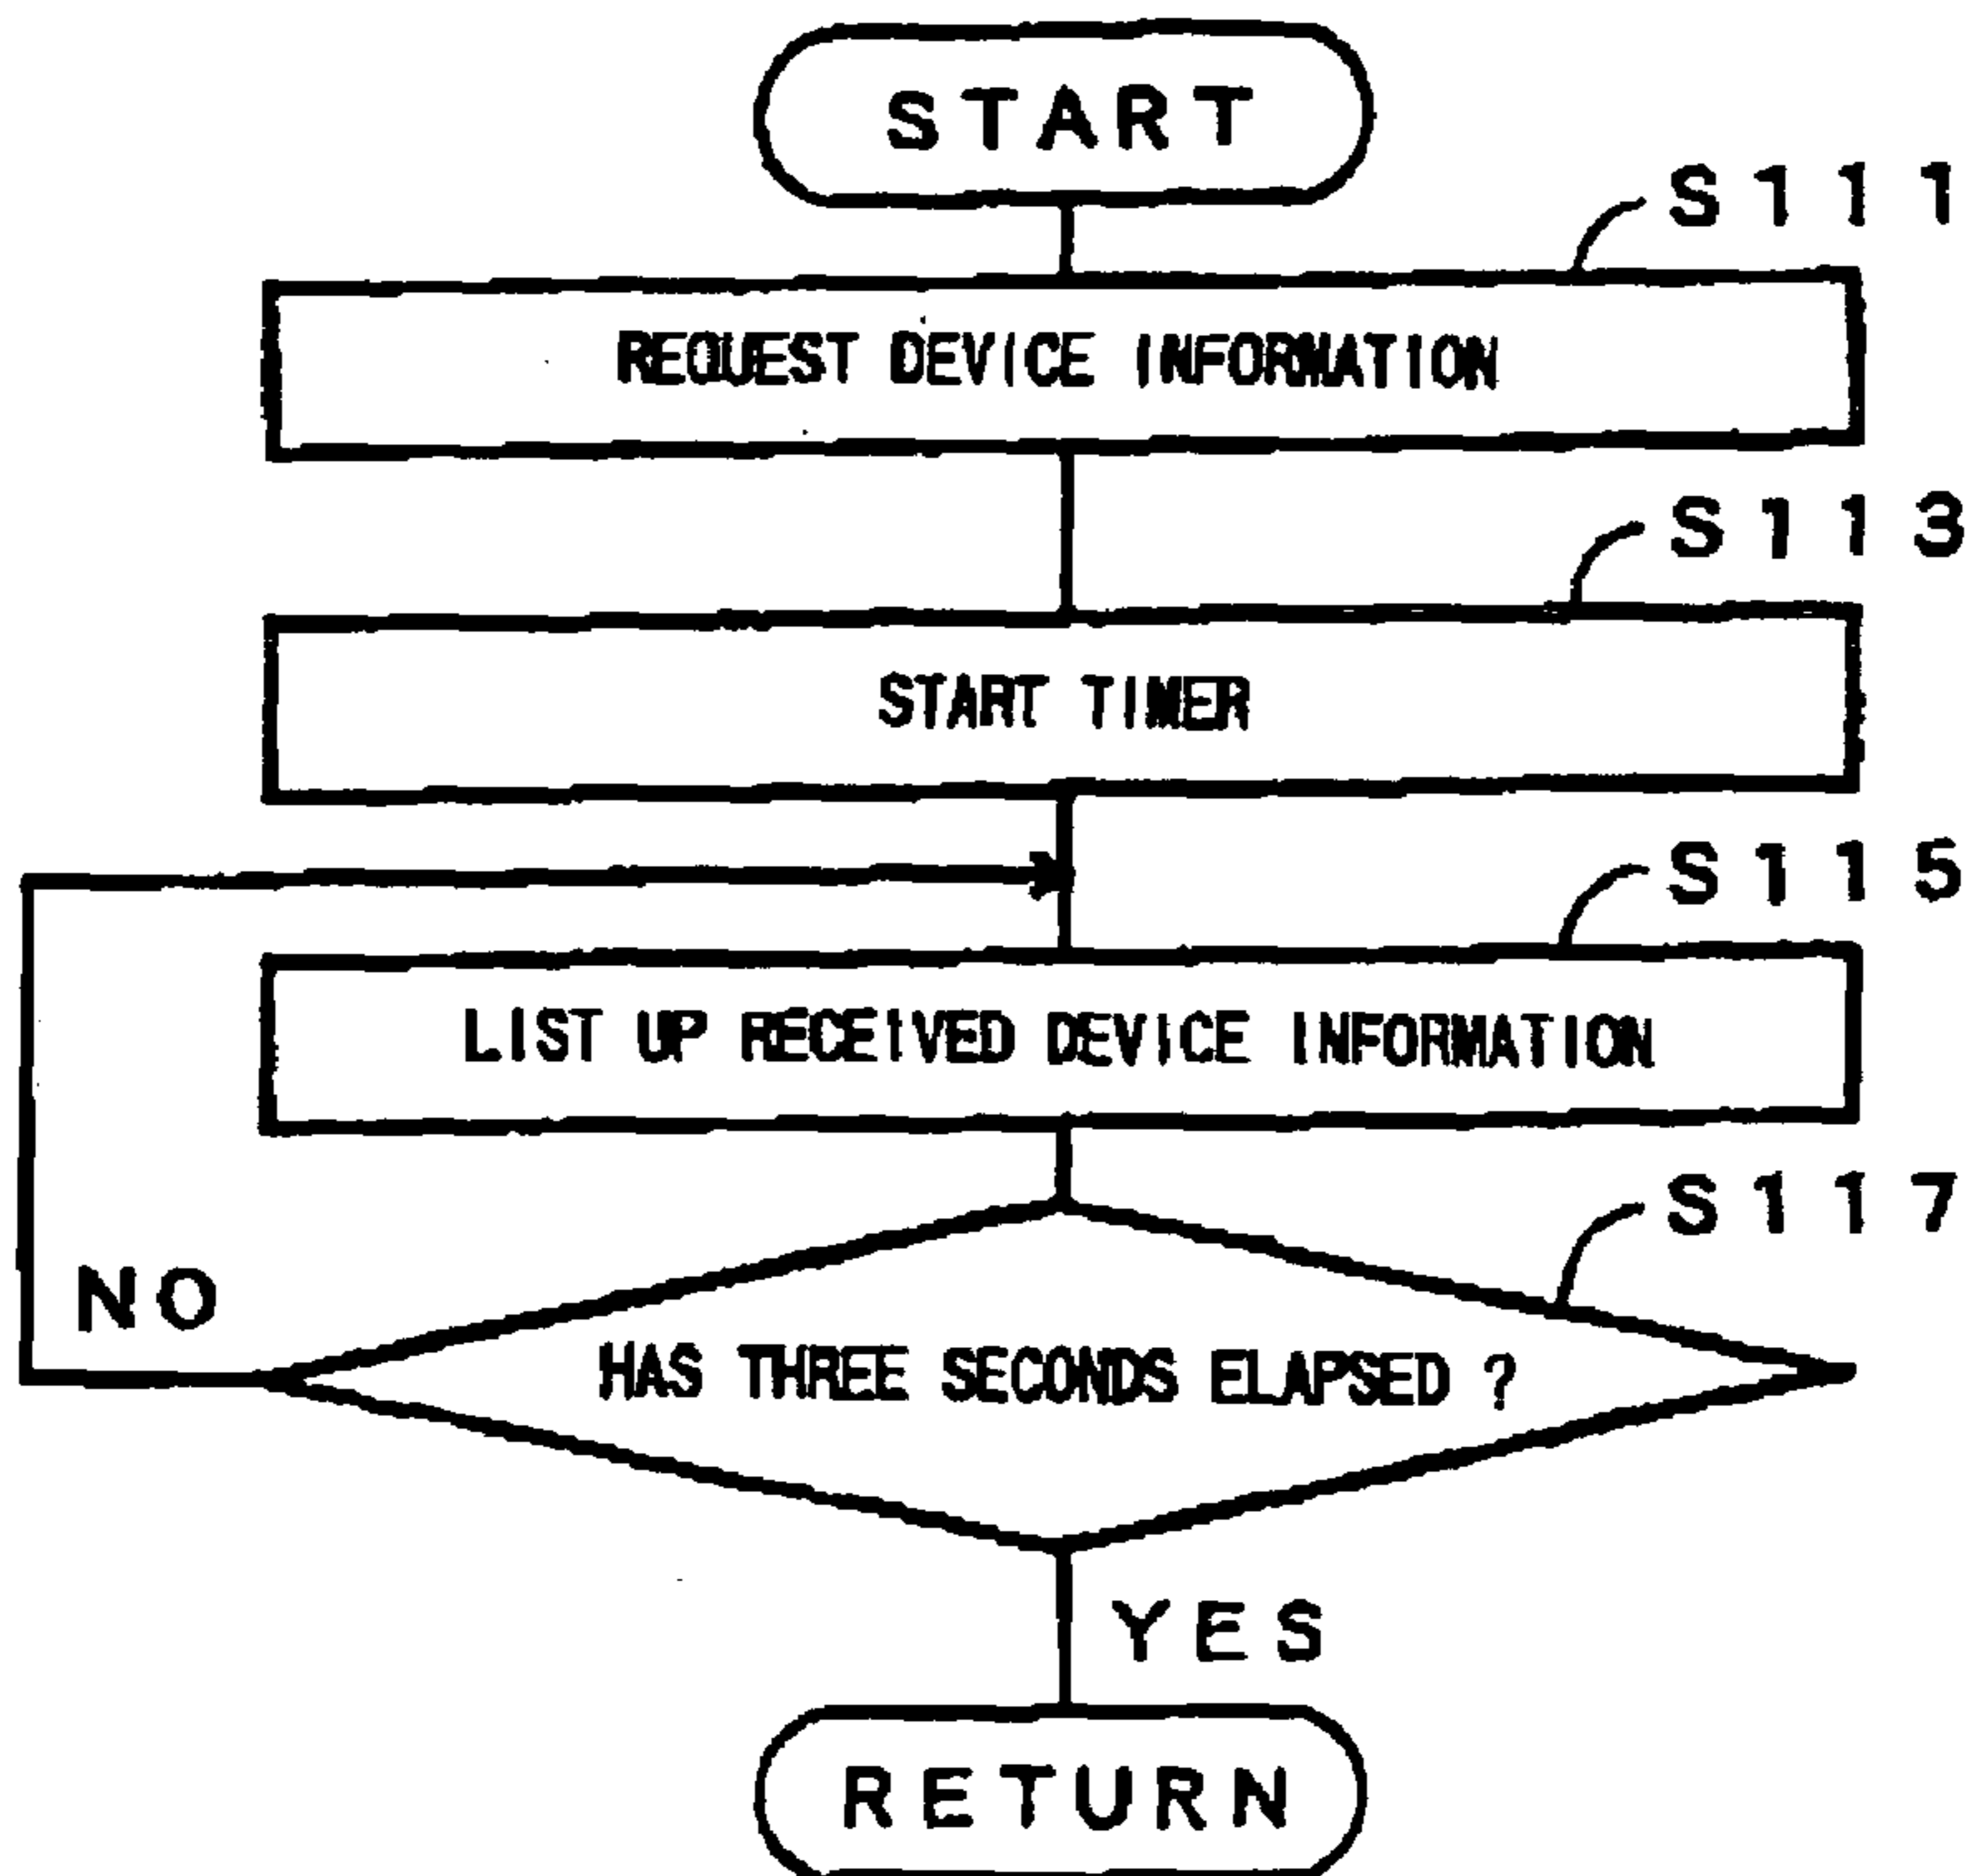 START
S111
REQUEST DEVICE INFORMATION
S113
START TIMER
S115
LIST UP RECEIVED DEVICE INFORMATION
S117
NO
HAS THREE SECONDS ELAPSED ?
YES
RETURN